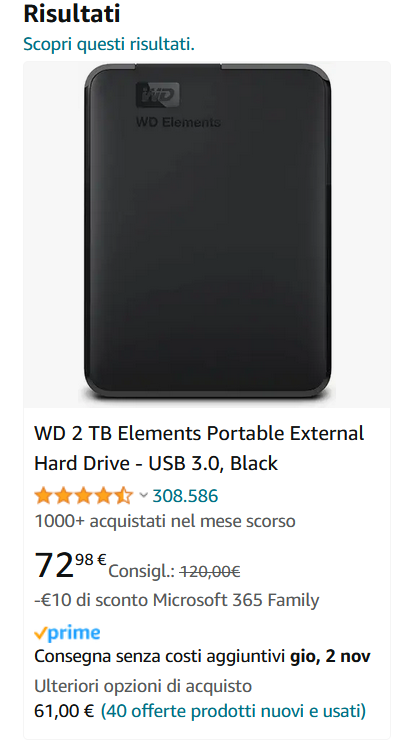 Risultati
Scopri questi risultati.
WD
WD Elements
WD 2 TB Elements Portable External
Hard Drive - USB 3.0, Black
308.586
1000+ acquistati nel mese scorso
72,98 € Consigl.: 120,00€
-€10 di sconto Microsoft 365 Family
prime
Consegna senza costi aggiuntivi gio, 2 nov
Ulteriori opzioni di acquisto
61,00 € (40 offerte prodotti nuovi e usati)